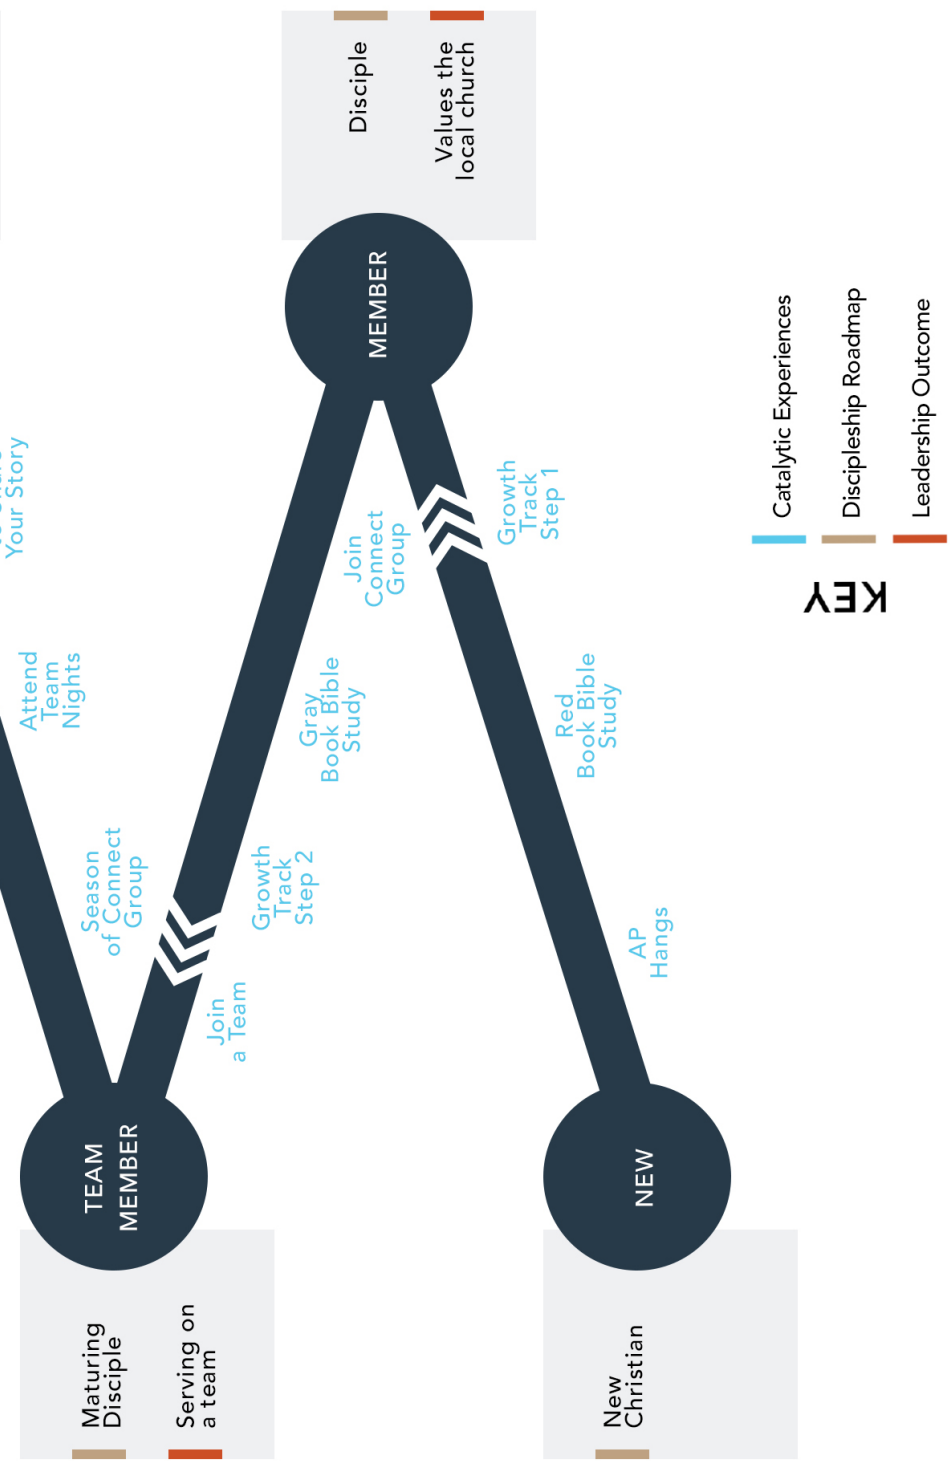 Your Story
Attend
Team
Nights
Season
of Connect
Group
TEAM
MEMBER
Maturing
Disciple
Serving on
a team
Join
a Team
Growth
Track
Step 2
Gray
Book Bible
Study
Join
Connect
Group
MEMBER
Disciple
Values the
local church
Growth
Track
Step 1
Red
Book Bible
Study
AP
Hangs
NEW
New
Christian
KEY
Catalytic Experiences
Discipleship Roadmap
Leadership Outcome